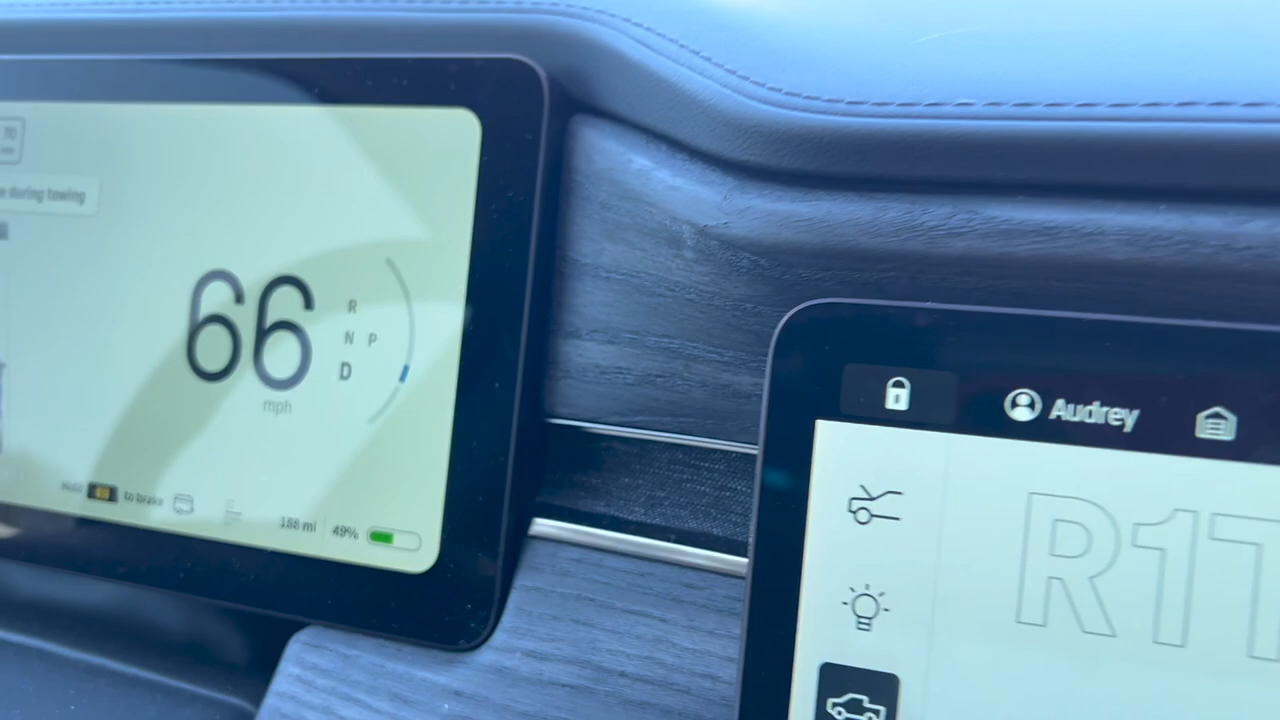 70
during towing
66
R
N P
D
mph
to brake
188 mi 49%
Audrey
R1T